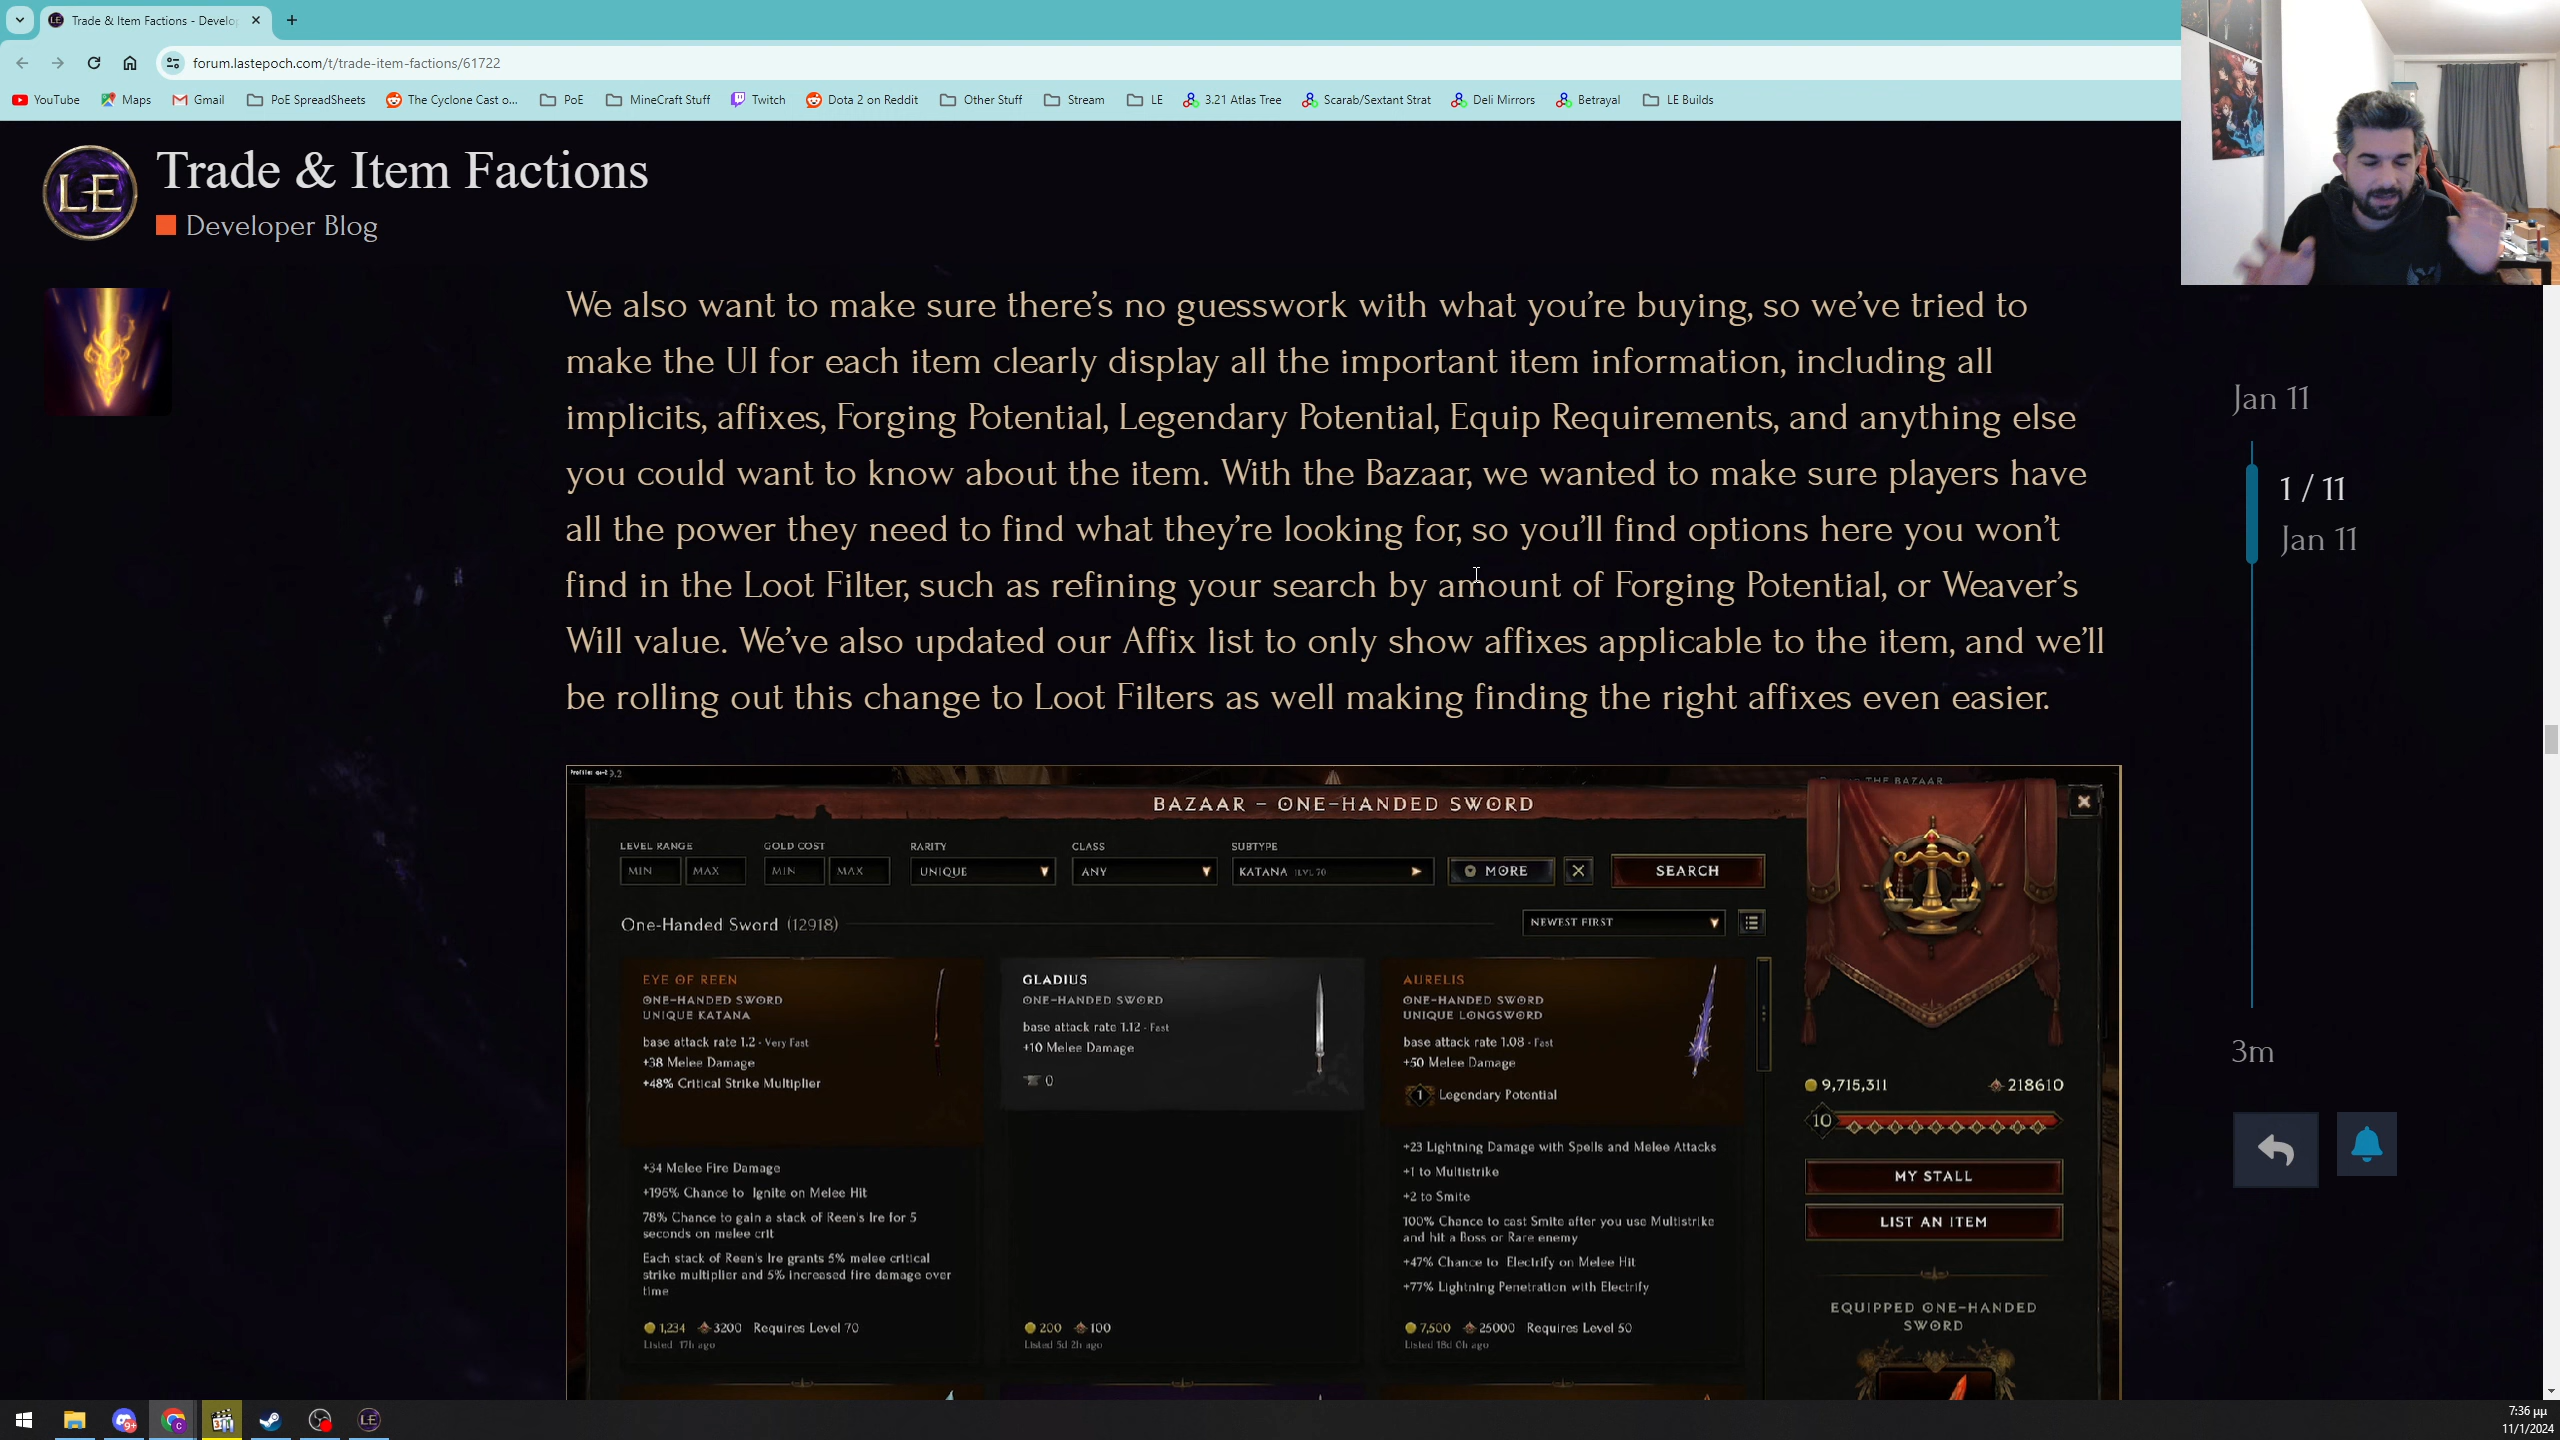 Trade & Item Factions - Develo
forum.lastepoch.com/t/trade-item-factions/61722
YouTube Maps Gmail PoE SpreadSheets The Cyclone Cast o... PoE MineCraft Stuff Twitch Dota 2 on Reddit Other Stuff Stream LE 3.21 Atlas Tree Scarab/Sextant Strat Deli Mirrors Betrayal LE Builds
LE
Trade & Item Factions
Developer Blog
We also want to make sure there’s no guesswork with what you’re buying, so we’ve tried to
make the UI for each item clearly display all the important item information, including all
implicits, affixes, Forging Potential, Legendary Potential, Equip Requirements, and anything else
you could want to know about the item. With the Bazaar, we wanted to make sure players have
all the power they need to find what they’re looking for, so you’ll find options here you won’t
find in the Loot Filter, such as refining your search by amount of Forging Potential, or Weaver’s
Will value. We’ve also updated our Affix list to only show affixes applicable to the item, and we’ll
be rolling out this change to Loot Filters as well making finding the right affixes even easier.
Jan 11
1 / 11
Jan 11
3m
THE BAZAAR
BAZAAR - ONE-HANDED SWORD
LEVEL RANGE GOLD COST RARITY CLASS SUBTYPE
MIN MAX MIN MAX UNIQUE ANY KATANA LVL 70 MORE SEARCH
One-Handed Sword (12918)
NEWEST FIRST
EYE OF REEN
ONE-HANDED SWORD
UNIQUE KATANA
base attack rate 1.2 - Very Fast
+38 Melee Damage
+48% Critical Strike Multiplier
+34 Melee Fire Damage
+196% Chance to Ignite on Melee Hit
78% Chance to gain a stack of Reen's Ire for 5
seconds on melee crit
Each stack of Reen's Ire grants 5% melee critical
strike multiplier and 5% increased fire damage over
time
1,234 3200 Requires Level 70
Listed 17h ago
GLADIUS
ONE-HANDED SWORD
base attack rate 1.12 - Fast
+10 Melee Damage
0
200 100
Listed 5d 2h ago
AURELIS
ONE-HANDED SWORD
UNIQUE LONGSWORD
base attack rate 1.08 - Fast
+50 Melee Damage
1 Legendary Potential
+23 Lightning Damage with Spells and Melee Attacks
+1 to Multistrike
+2 to Smite
100% Chance to cast Smite after you use Multistrike
and hit a Boss or Rare enemy
+47% Chance to Electrify on Melee Hit
+77% Lightning Penetration with Electrify
7,500 25000 Requires Level 50
Listed 18d 0h ago
9,715,311 218610
10
MY STALL
LIST AN ITEM
EQUIPPED ONE-HANDED
SWORD
9+
LE
7:36 μμ
11/1/2024